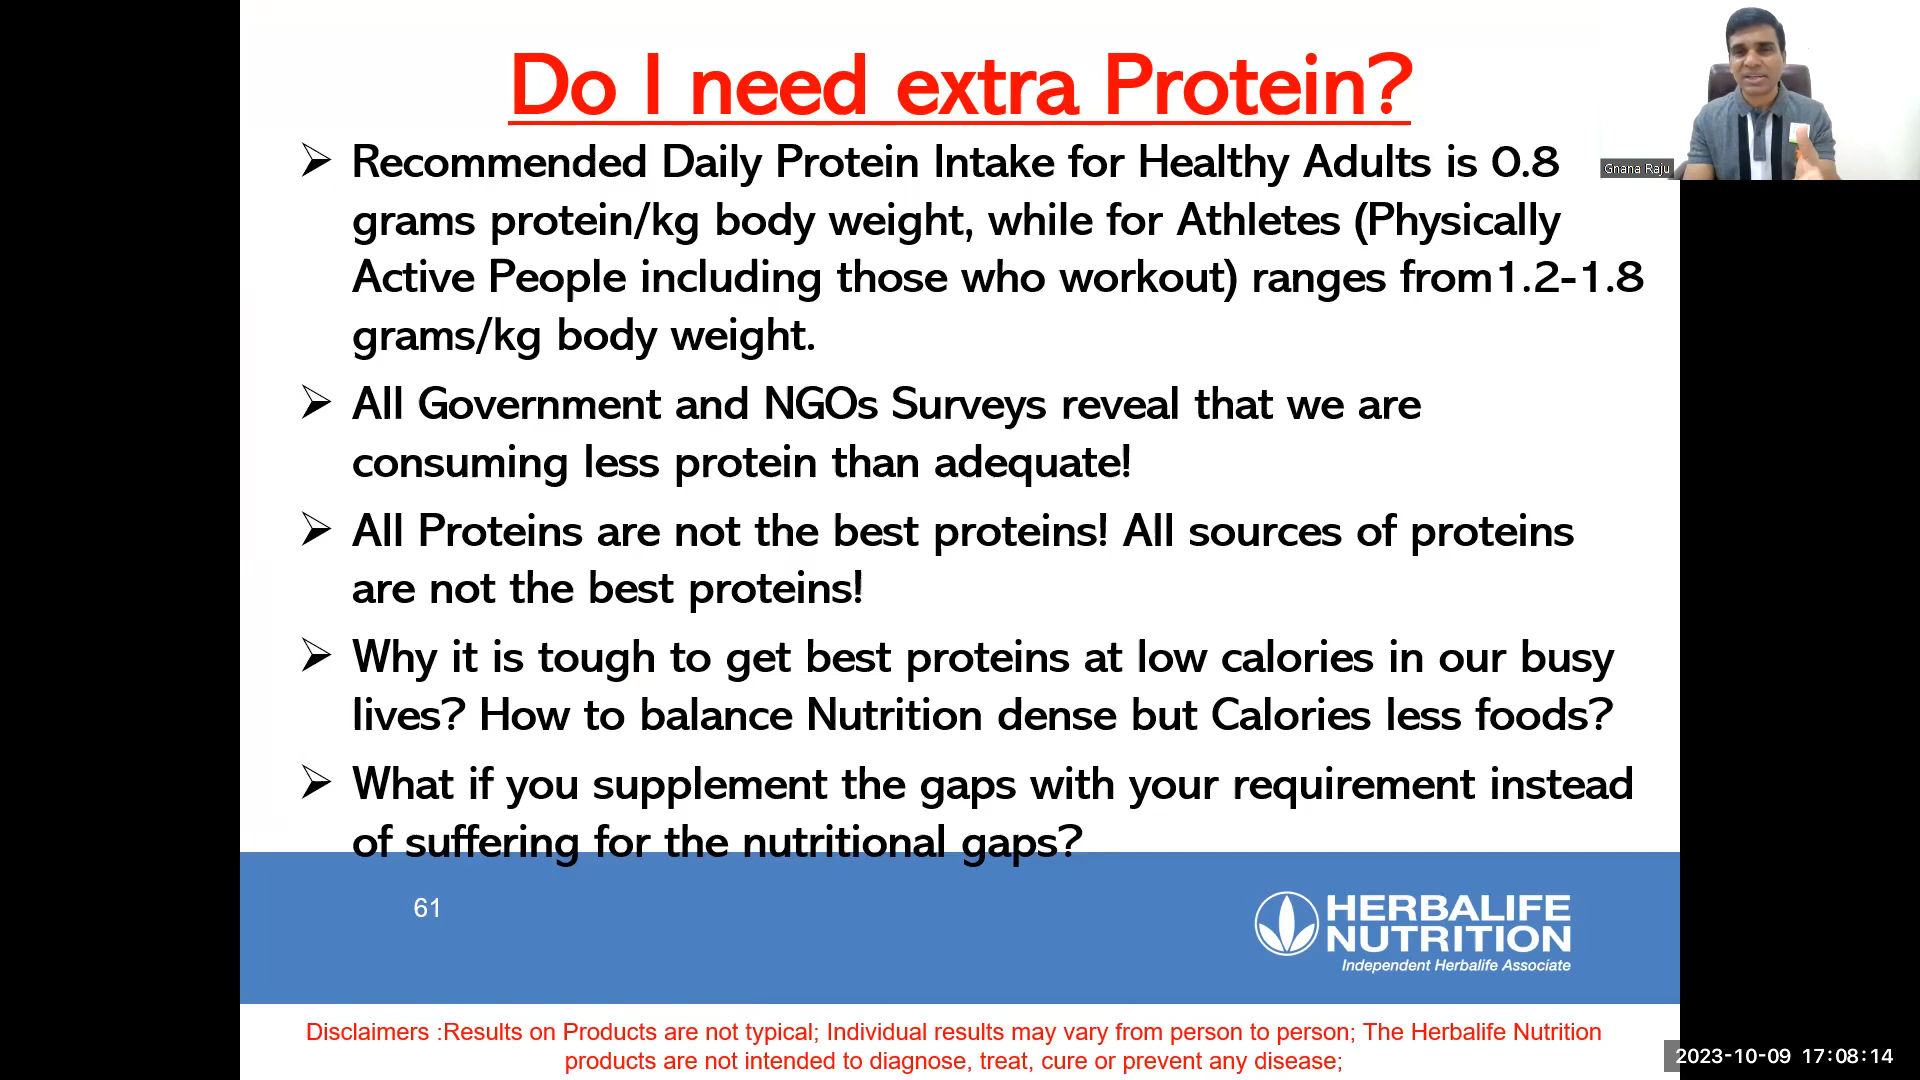 Do I need extra Protein?
Gnana Raju
➢ Recommended Daily Protein Intake for Healthy Adults is 0.8
grams protein/kg body weight, while for Athletes (Physically
Active People including those who workout) ranges from1.2-1.8
grams/kg body weight.
➢ All Government and NGOs Surveys reveal that we are
consuming less protein than adequate!
➢ All Proteins are not the best proteins! All sources of proteins
are not the best proteins!
➢ Why it is tough to get best proteins at low calories in our busy
lives? How to balance Nutrition dense but Calories less foods?
➢ What if you supplement the gaps with your requirement instead
of suffering for the nutritional gaps?
61
HERBALIFE
NUTRITION
Independent Herbalife Associate
Disclaimers :Results on Products are not typical; Individual results may vary from person to person; The Herbalife Nutrition
products are not intended to diagnose, treat, cure or prevent any disease;
2023-10-09 17:08:14